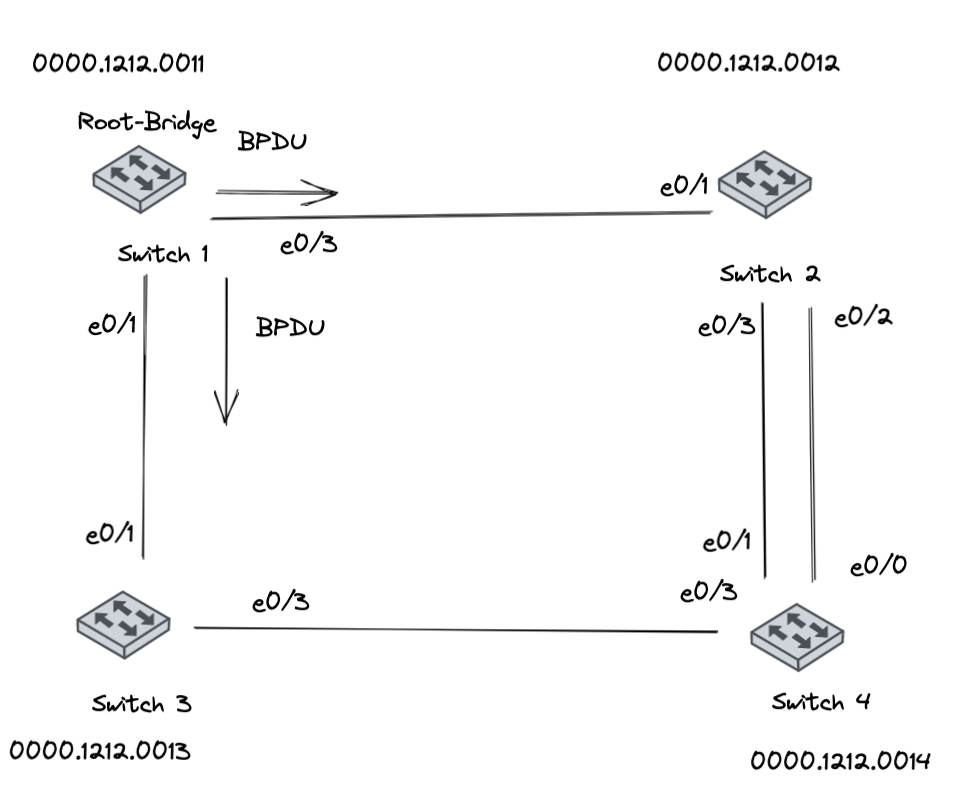 0000.1212.0011
0000.1212.0012
Root-Bridge
BPDU
e0/1
e0/3
Switch 1
Switch 2
e0/1
BPDU
e0/3
e0/2
e0/1
e0/1
e0/0
e0/3
e0/3
Switch 3
Switch 4
0000.1212.0013
0000.1212.0014